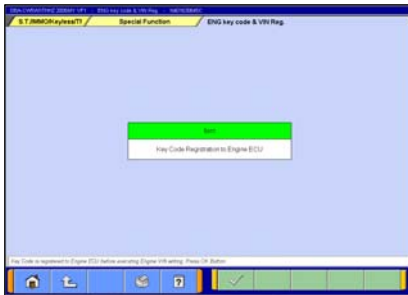 S.T./IMMO/Keyless/TI
Special Function
ENG key code & VIN Reg.
Key Code Registration to Engine ECU
Key Code is registered to Engine ECU before executing Engine VIN writing. Press OK Button